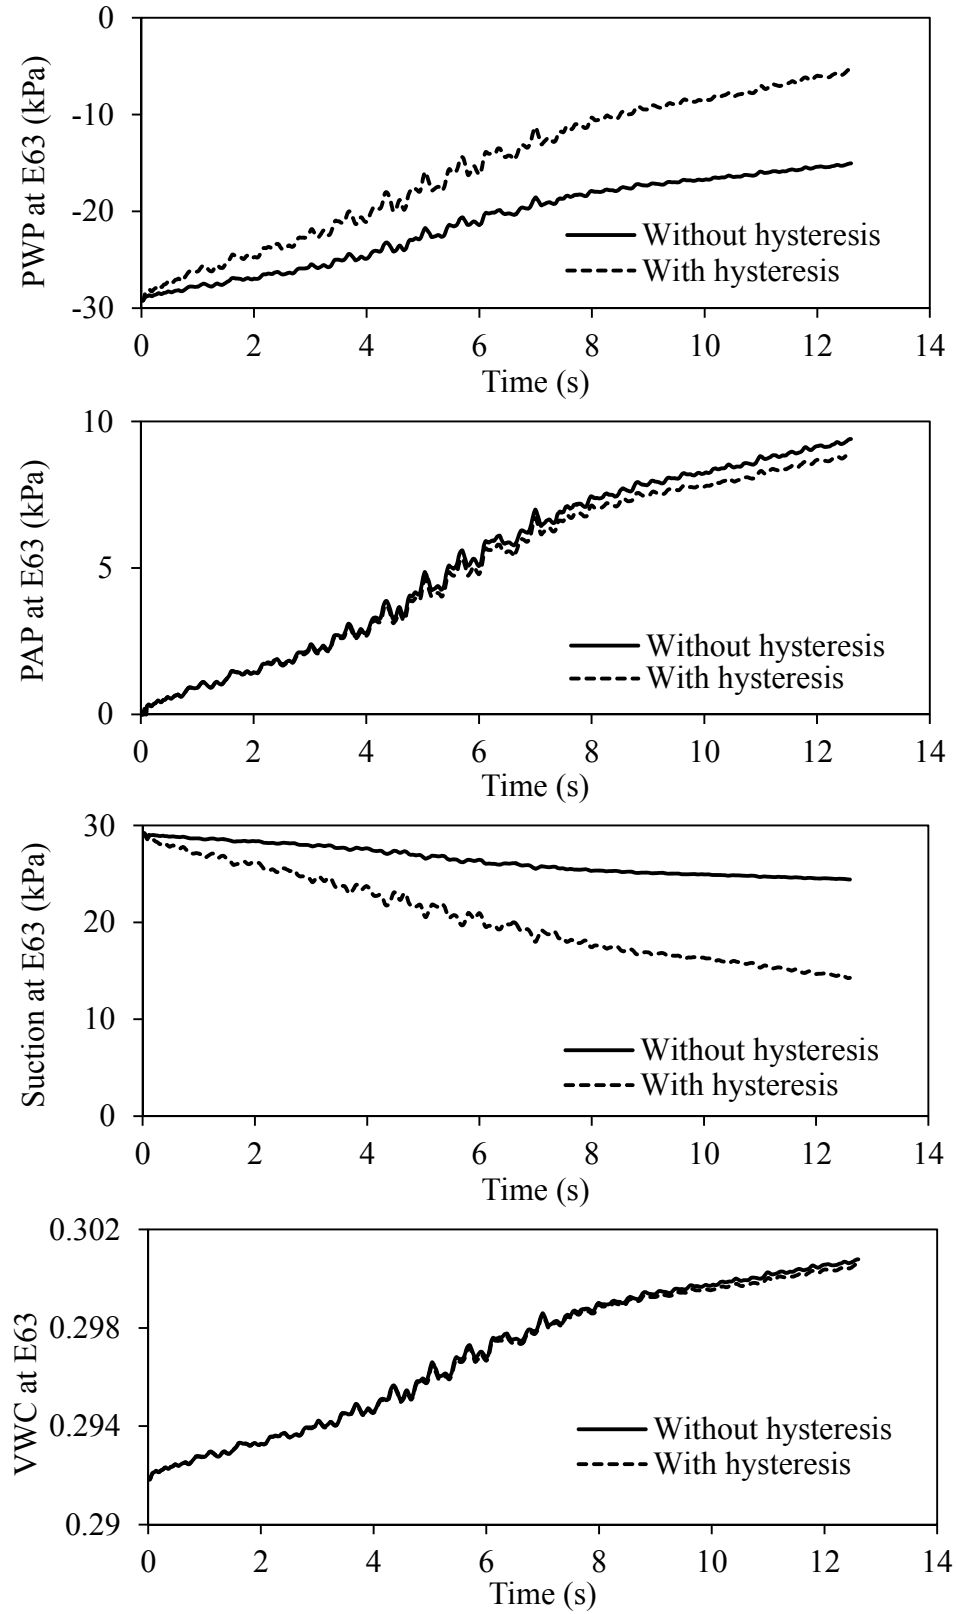 PWP at E63 (kPa)
0
-10
-20
-30
Without hysteresis
With hysteresis
0 2 4 6 8 10 12 14
Time (s)
PAP at E63 (kPa)
10
5
0
Without hysteresis
With hysteresis
0 2 4 6 8 10 12 14
Time (s)
Suction at E63 (kPa)
30
20
10
0
Without hysteresis
With hysteresis
0 2 4 6 8 10 12 14
Time (s)
VWC at E63
0.302
0.298
0.294
0.29
Without hysteresis
With hysteresis
0 2 4 6 8 10 12 14
Time (s)